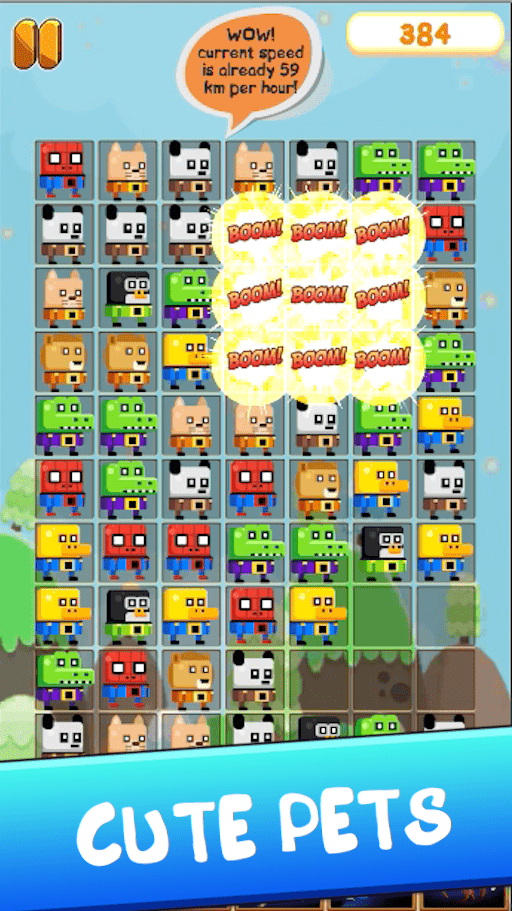 WOW!
current speed
is already 59
km per hour!
384
BOOM! BOOM! BOOM!
BOOM! BOOM! BOOM!
BOOM! BOOM! BOOM!
CUTE PETS